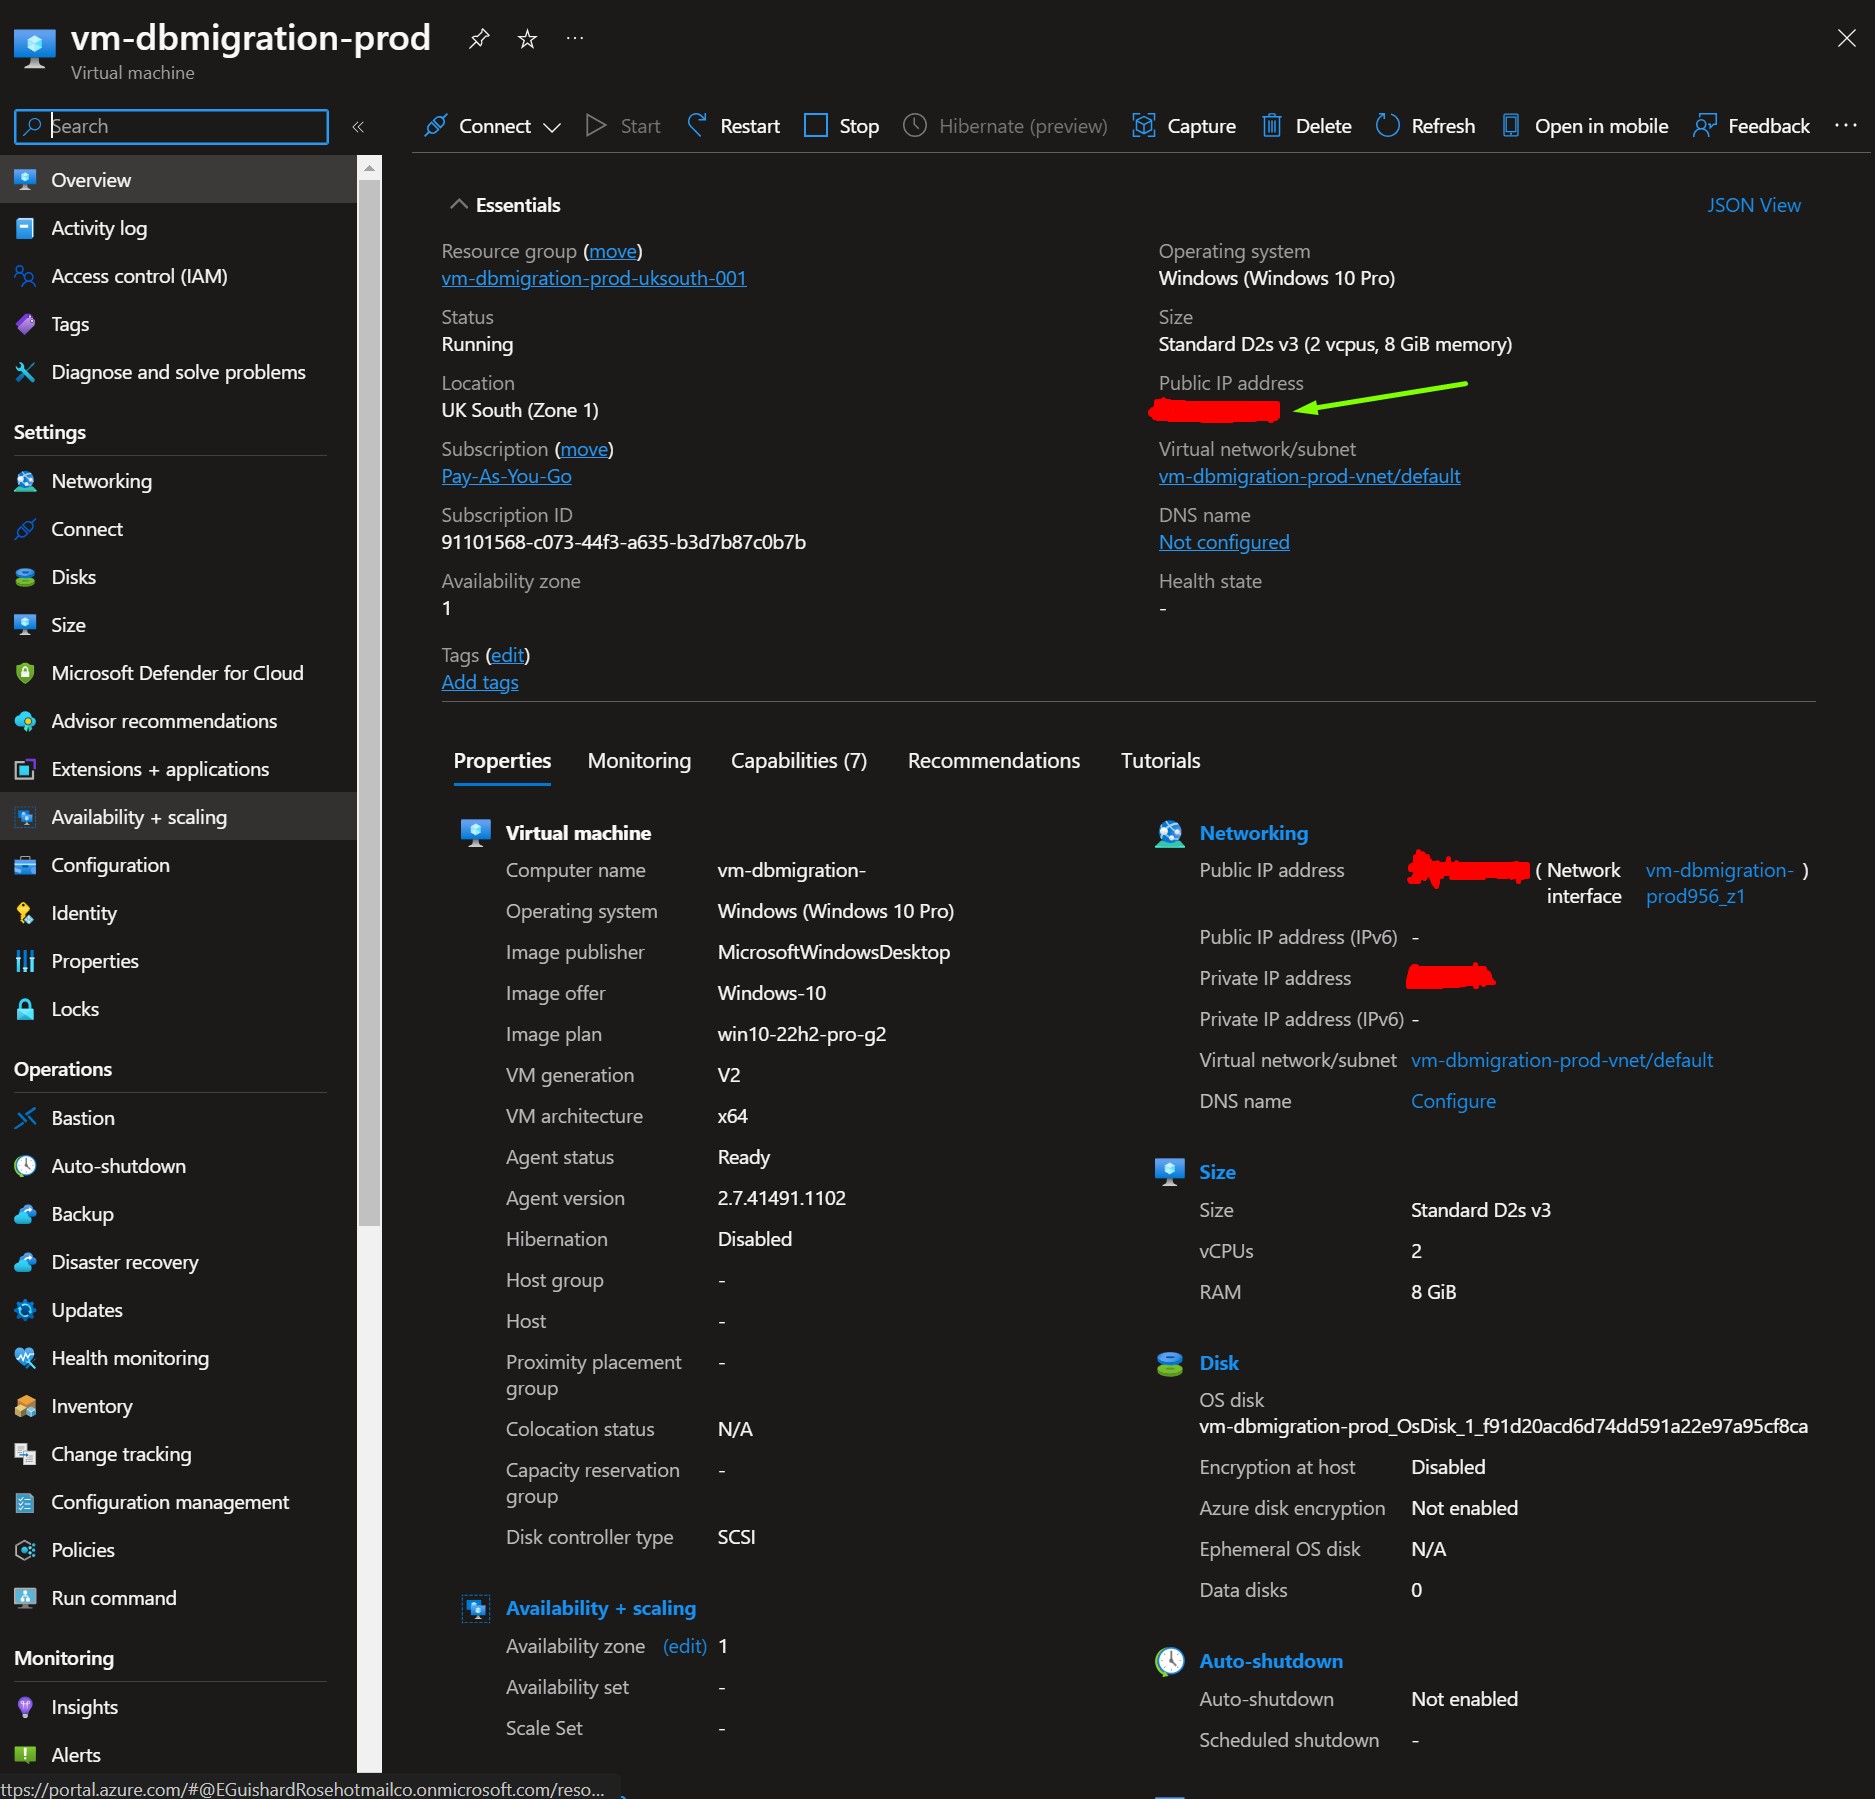 vm-dbmigration-prod
Virtual machine
Search
Connect Start Restart Stop Hibernate (preview) Capture Delete Refresh Open in mobile Feedback
Overview
Activity log
Access control (IAM)
Tags
Diagnose and solve problems
Settings
Networking
Connect
Disks
Size
Microsoft Defender for Cloud
Advisor recommendations
Extensions + applications
Availability + scaling
Configuration
Identity
Properties
Locks
Operations
Bastion
Auto-shutdown
Backup
Disaster recovery
Updates
Health monitoring
Inventory
Change tracking
Configuration management
Policies
Run command
Monitoring
Insights
Alerts
ttps://portal.azure.com/#@EGuishardRosehotmailco.onmicrosoft.com/reso...
Essentials
JSON View
Resource group (move)
vm-dbmigration-prod-uksouth-001
Status
Running
Location
UK South (Zone 1)
Subscription (move)
Pay-As-You-Go
Subscription ID
91101568-c073-44f3-a635-b3d7b87c0b7b
Availability zone
1
Tags (edit)
Add tags
Operating system
Windows (Windows 10 Pro)
Size
Standard D2s v3 (2 vcpus, 8 GiB memory)
Public IP address
Virtual network/subnet
vm-dbmigration-prod-vnet/default
DNS name
Not configured
Health state
-
Properties Monitoring Capabilities (7) Recommendations Tutorials
Virtual machine
Computer name vm-dbmigration-
Operating system Windows (Windows 10 Pro)
Image publisher MicrosoftWindowsDesktop
Image offer Windows-10
Image plan win10-22h2-pro-g2
VM generation V2
VM architecture x64
Agent status Ready
Agent version 2.7.41491.1102
Hibernation Disabled
Host group -
Host -
Proximity placement -
group
Colocation status N/A
Capacity reservation -
group
Disk controller type SCSI
Availability + scaling
Availability zone (edit) 1
Availability set -
Scale Set -
Networking
Public IP address ( Network vm-dbmigration- )
interface prod956_z1
Public IP address (IPv6) -
Private IP address
Private IP address (IPv6) -
Virtual network/subnet vm-dbmigration-prod-vnet/default
DNS name Configure
Size
Size Standard D2s v3
vCPUs 2
RAM 8 GiB
Disk
OS disk
vm-dbmigration-prod_OsDisk_1_f91d20acd6d74dd591a22e97a95cf8ca
Encryption at host Disabled
Azure disk encryption Not enabled
Ephemeral OS disk N/A
Data disks 0
Auto-shutdown
Auto-shutdown Not enabled
Scheduled shutdown -